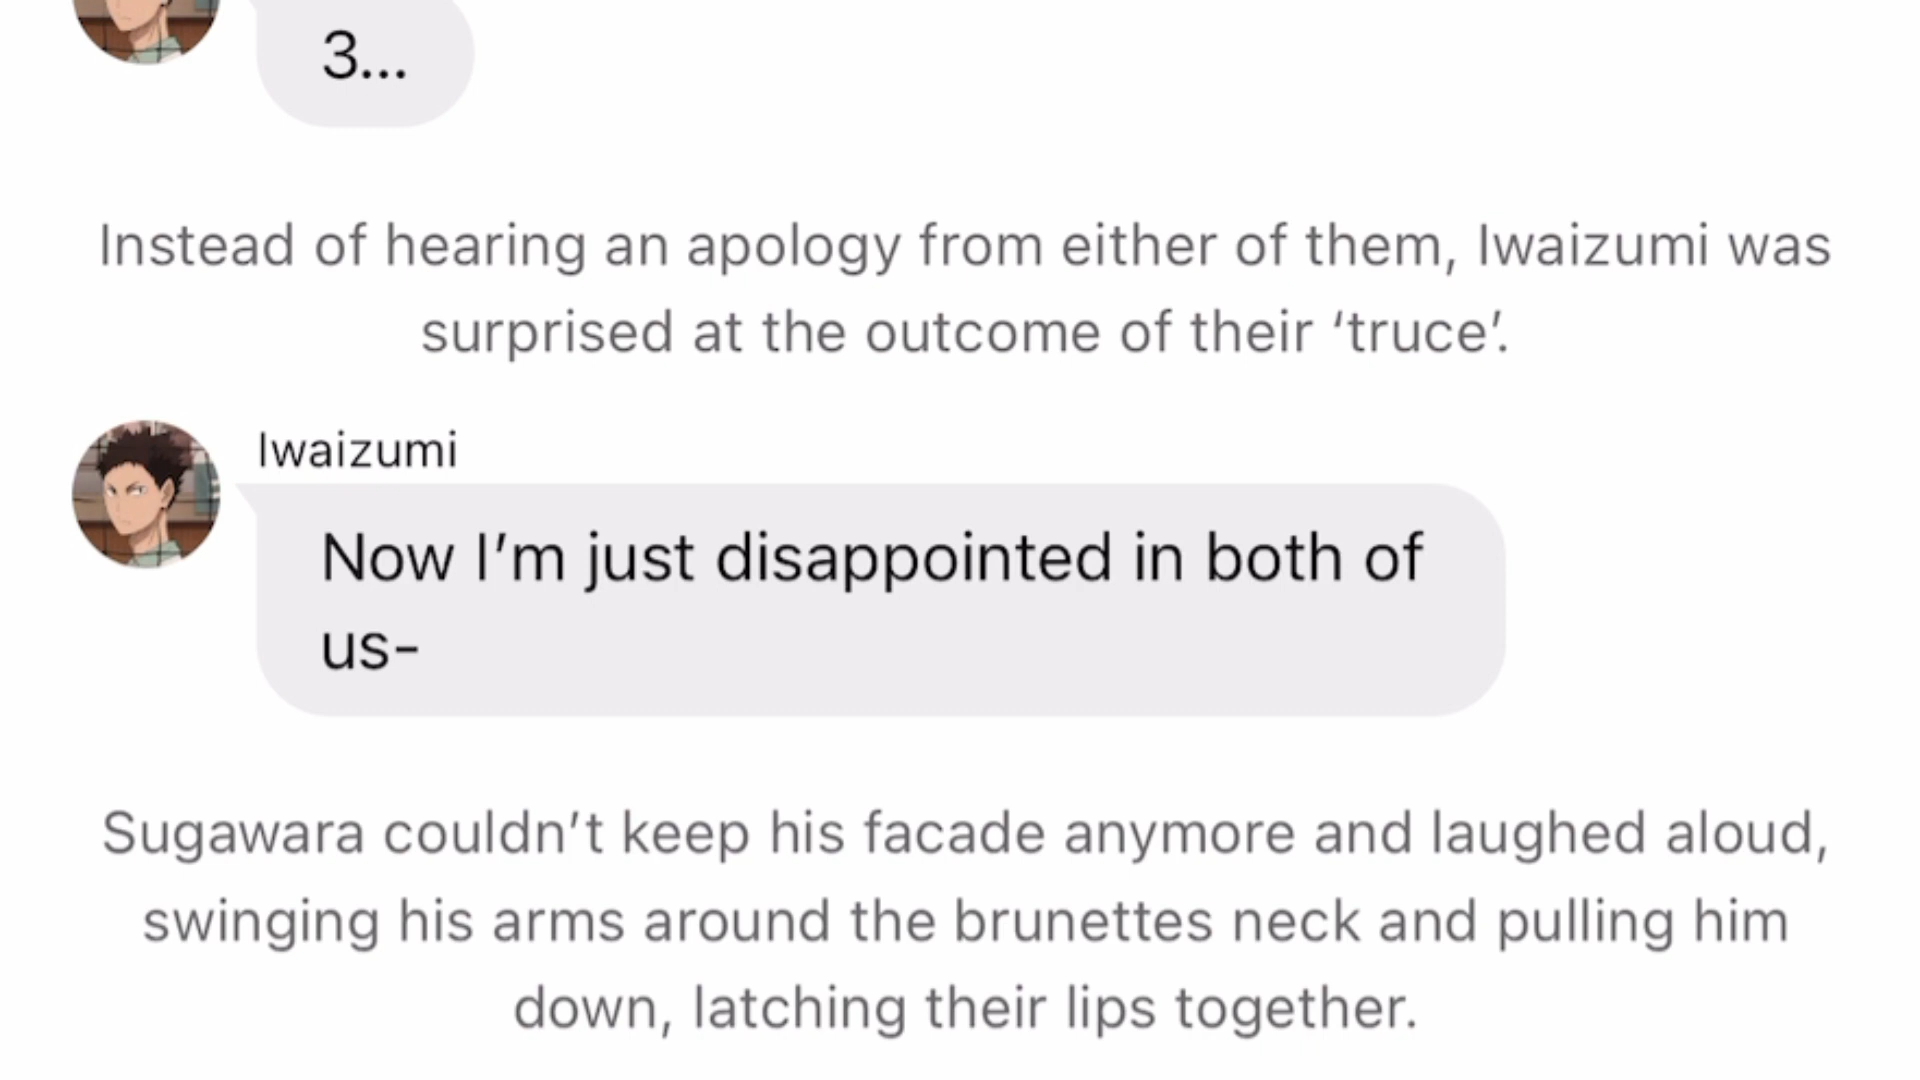 3...
Instead of hearing an apology from either of them, Iwaizumi was
surprised at the outcome of their ‘truce’.
Iwaizumi
Now I’m just disappointed in both of
us-
Sugawara couldn’t keep his facade anymore and laughed aloud,
swinging his arms around the brunettes neck and pulling him
down, latching their lips together.